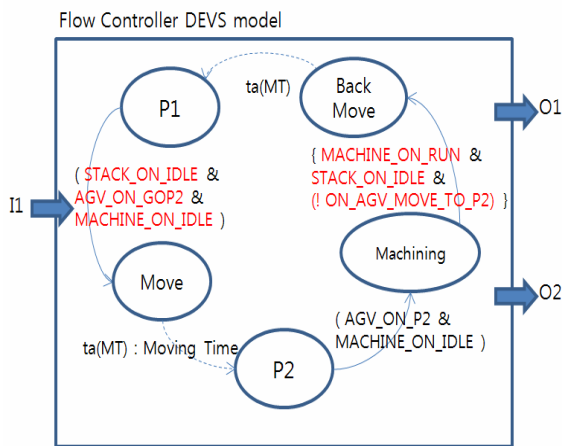 Flow Controller DEVS model
P1
ta(MT)
Back
Move
O1
( STACK_ON_IDLE &
AGV_ON_GOP2 &
MACHINE_ON_IDLE )
{ MACHINE_ON_RUN &
STACK_ON_IDLE &
(! ON_AGV_MOVE_TO_P2) }
I1
Move
Machining
O2
ta(MT) : Moving Time
( AGV_ON_P2 &
MACHINE_ON_IDLE )
P2